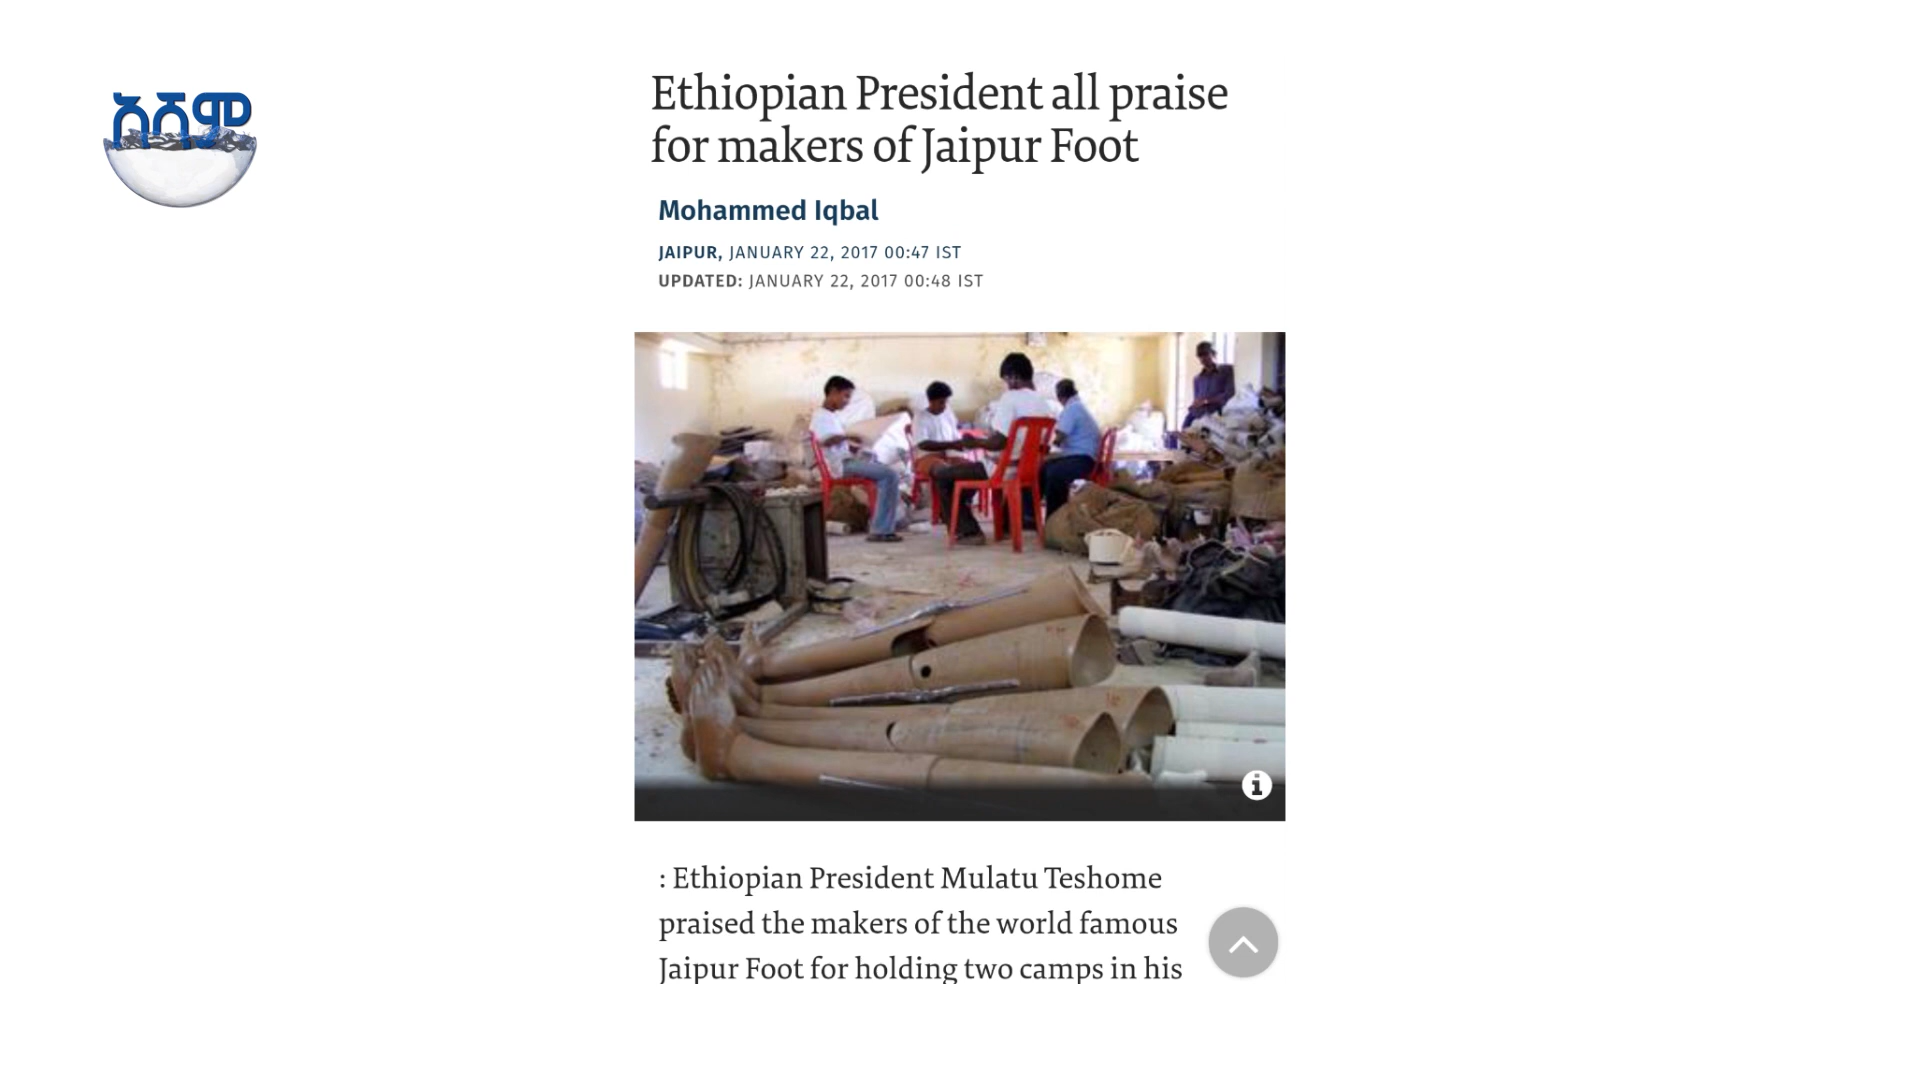 አሻም
Ethiopian President all praise
for makers of Jaipur Foot
Mohammed Iqbal
JAIPUR, JANUARY 22, 2017 00:47 IST
UPDATED: JANUARY 22, 2017 00:48 IST
: Ethiopian President Mulatu Teshome
praised the makers of the world famous
Jaipur Foot for holding two camps in his